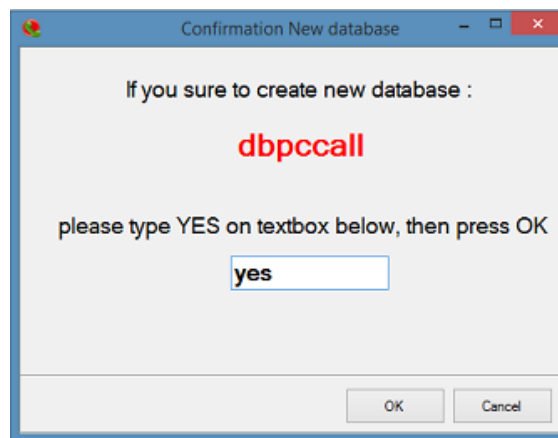 Confirmation New database
If you sure to create new database :
dbpccall
please type YES on textbox below, then press OK
yes
OK
Cancel